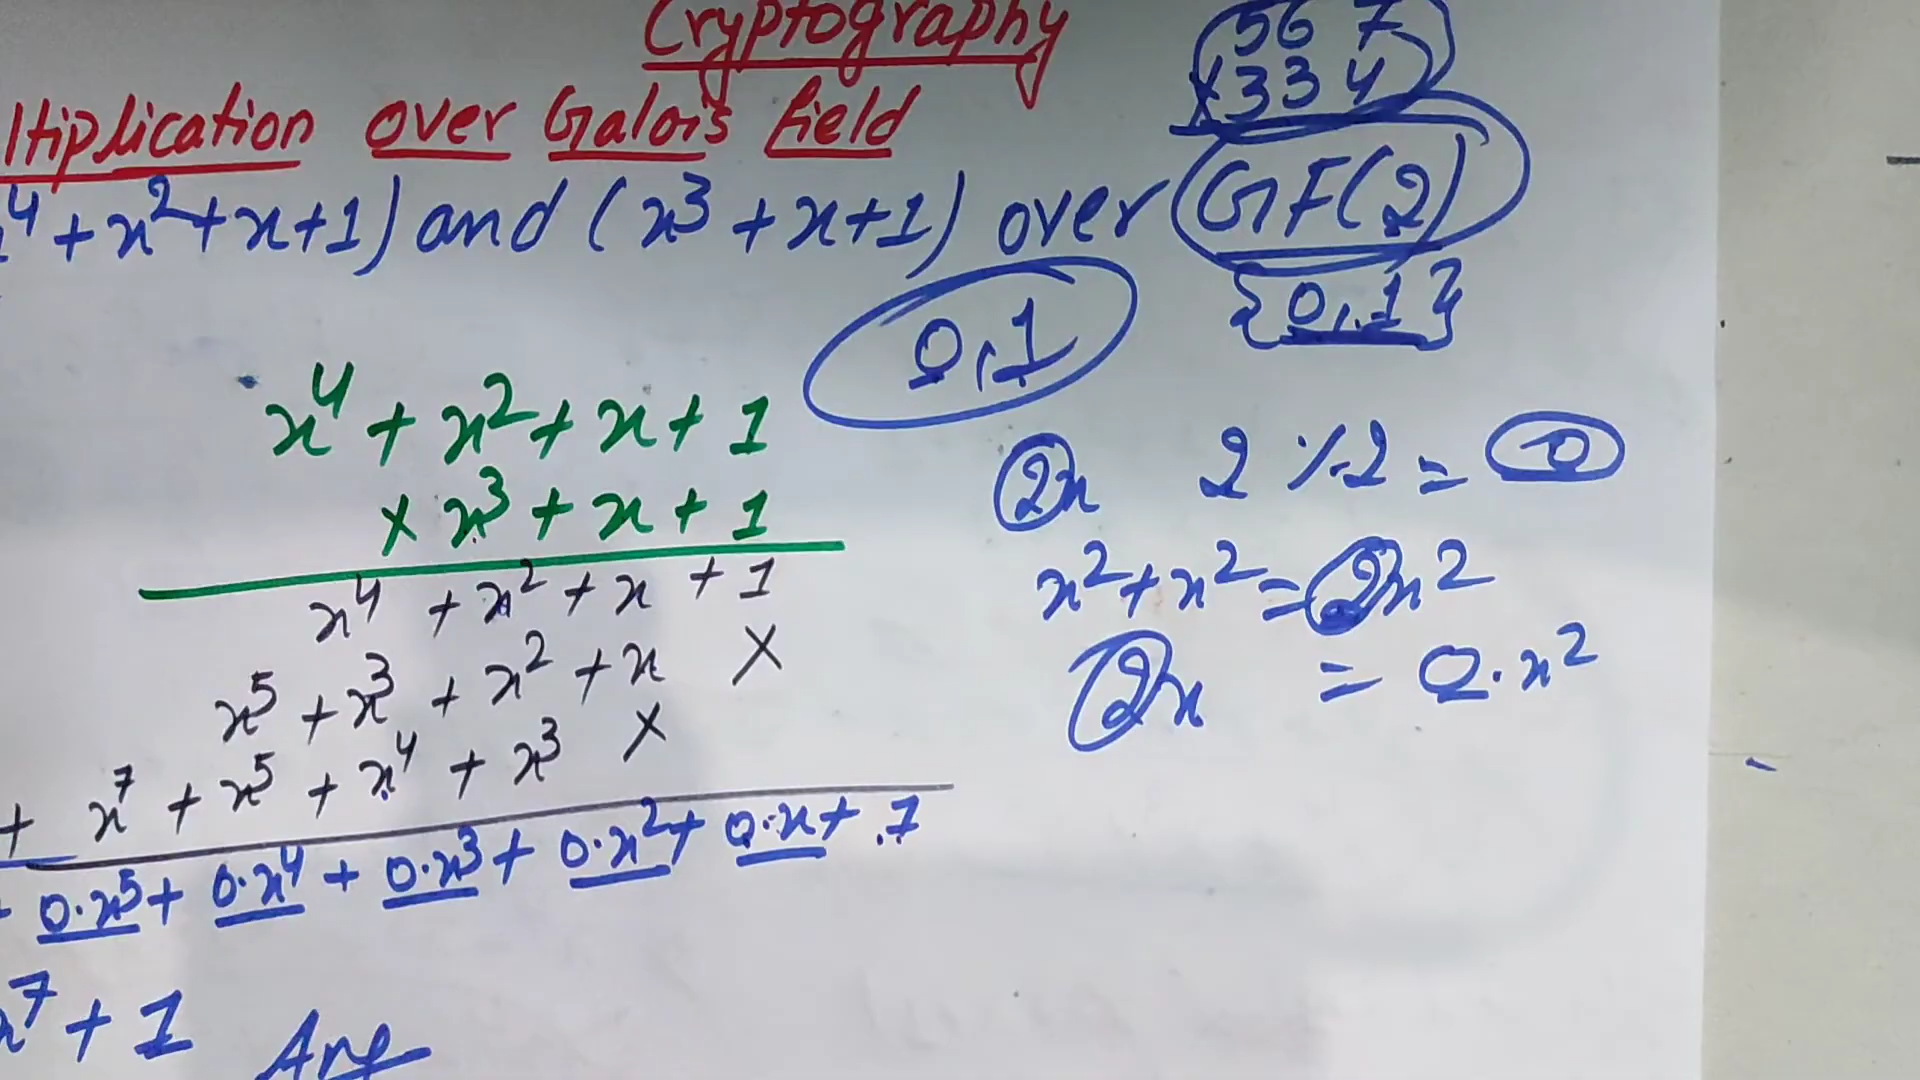 Cryptography
ltiplication over Galois field
⁴+x²+x+1) and (x³+x+1) over GF(2)
567
x334
{0,1}
0,1
x⁴+x²+x+1
x x³+x+1
x⁴+x²+x+1
x⁵+x³+x²+x x
+ x⁷+x⁵+x⁴+x³ x
0·x⁵+0·x⁴+0·x³+0·x²+0·x+1
x⁷+1 Ans
2x 2%2=0
x²+x²=2x²
2x =0·x²